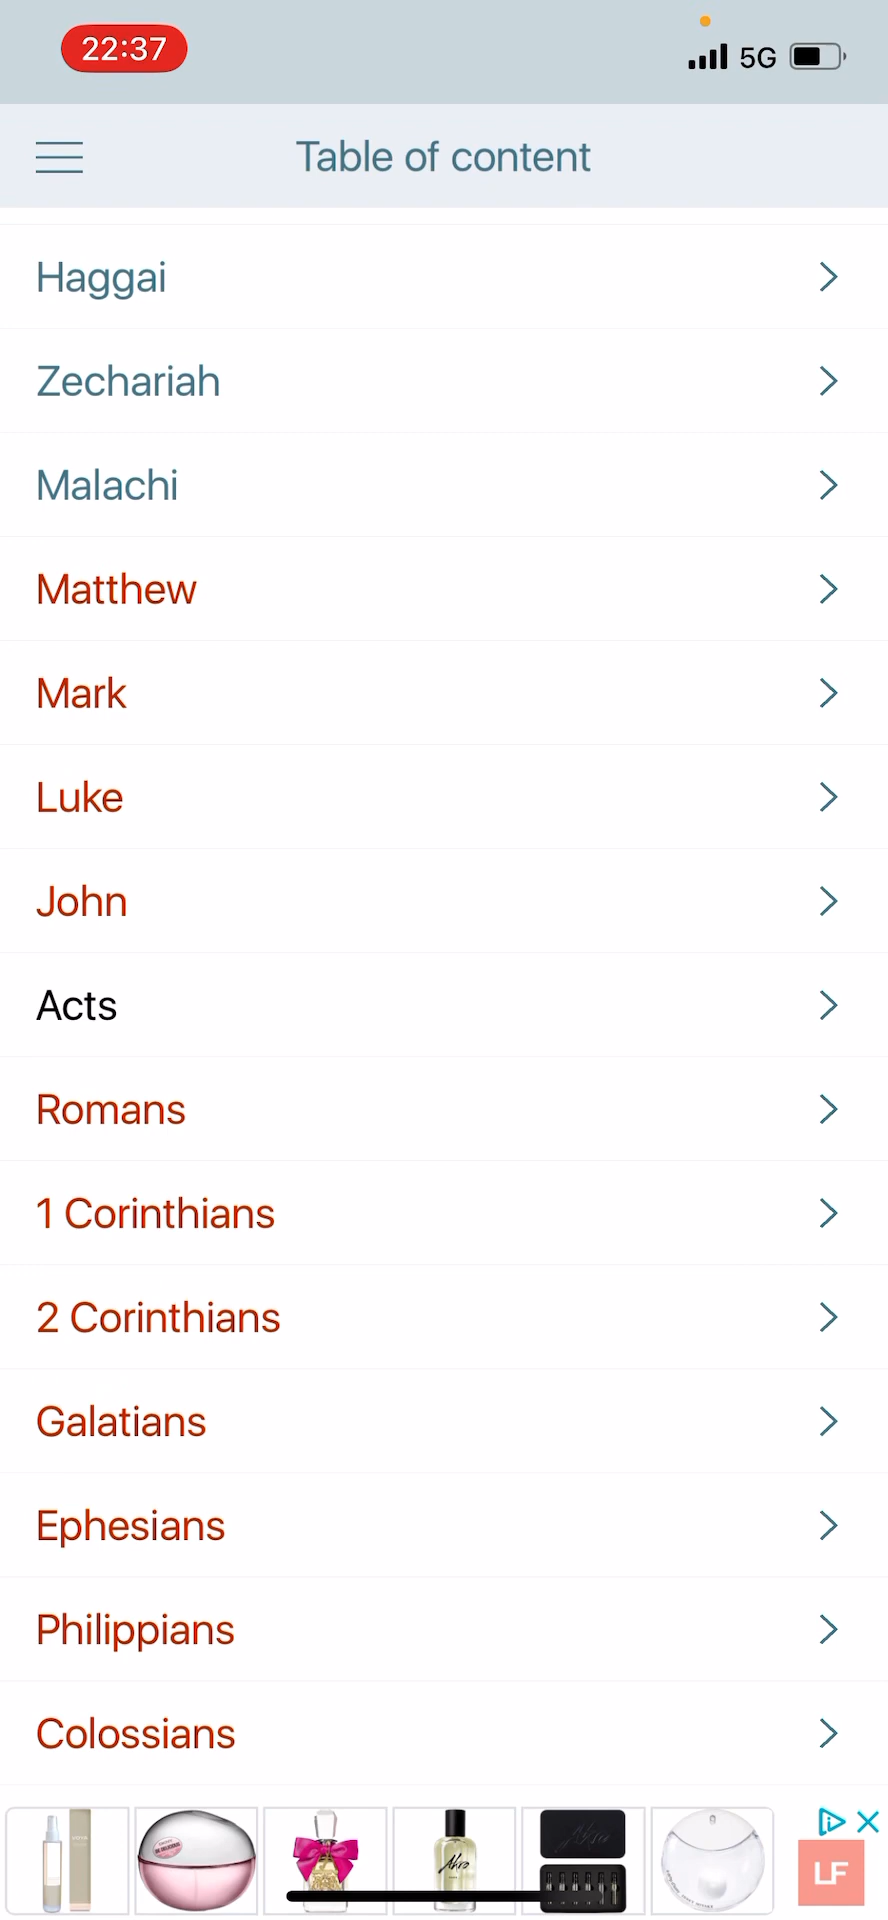 22:37
5G
Table of content
Haggai
Zechariah
Malachi
Matthew
Mark
Luke
John
Acts
Romans
1 Corinthians
2 Corinthians
Galatians
Ephesians
Philippians
Colossians
Akro
LF